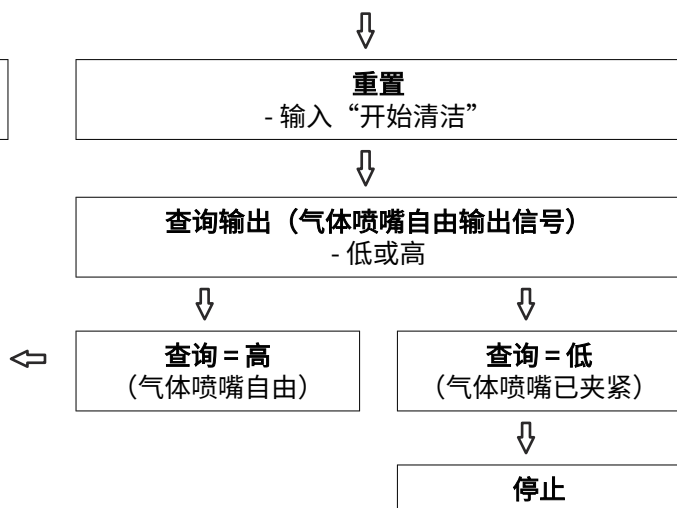 重置
- 输入“开始清洁”
查询输出（气体喷嘴自由输出信号）
- 低或高
查询 = 高
（气体喷嘴自由）
查询 = 低
（气体喷嘴已夹紧）
停止